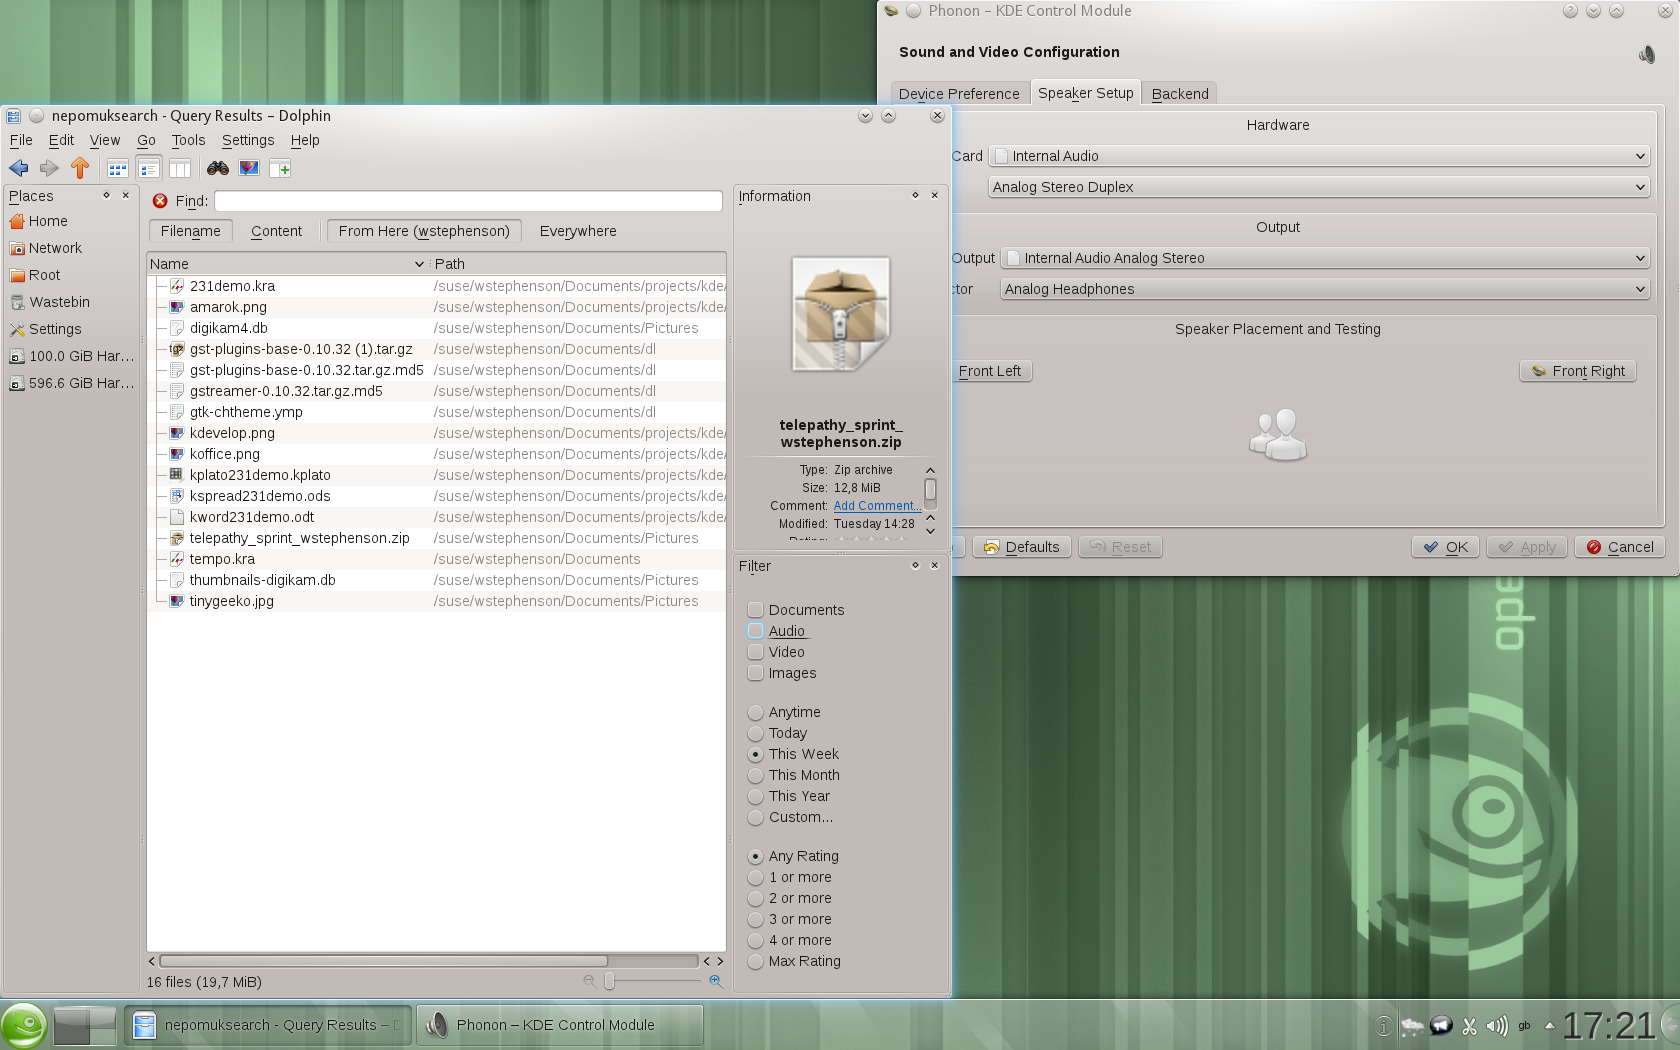 Phonon – KDE Control Module
Sound and Video Configuration
Device Preference
Speaker Setup
Backend
Hardware
Card
Internal Audio
Analog Stereo Duplex
Output
Output
Internal Audio Analog Stereo
ctor
Analog Headphones
Speaker Placement and Testing
Front Left
Front Right
Defaults
Reset
OK
Apply
Cancel
nepomuksearch - Query Results – Dolphin
File Edit View Go Tools Settings Help
Places
Home
Network
Root
Wastebin
Settings
100.0 GiB Har...
596.6 GiB Har...
Find:
Filename
Content
From Here (wstephenson)
Everywhere
Name Path
231demo.kra /suse/wstephenson/Documents/projects/kde/
amarok.png /suse/wstephenson/Documents/projects/kde/
digikam4.db /suse/wstephenson/Documents/Pictures
gst-plugins-base-0.10.32 (1).tar.gz /suse/wstephenson/Documents/dl
gst-plugins-base-0.10.32.tar.gz.md5 /suse/wstephenson/Documents/dl
gstreamer-0.10.32.tar.gz.md5 /suse/wstephenson/Documents/dl
gtk-chtheme.ymp /suse/wstephenson/Documents/dl
kdevelop.png /suse/wstephenson/Documents/projects/kde/
koffice.png /suse/wstephenson/Documents/projects/kde/
kplato231demo.kplato /suse/wstephenson/Documents/projects/kde/
kspread231demo.ods /suse/wstephenson/Documents/projects/kde/
kword231demo.odt /suse/wstephenson/Documents/projects/kde/
telepathy_sprint_wstephenson.zip /suse/wstephenson/Documents/Pictures
tempo.kra /suse/wstephenson/Documents
thumbnails-digikam.db /suse/wstephenson/Documents/Pictures
tinygeeko.jpg /suse/wstephenson/Documents/Pictures
16 files (19,7 MiB)
Information
telepathy_sprint_
wstephenson.zip
Type: Zip archive
Size: 12,8 MiB
Comment: Add Comment...
Modified: Tuesday 14:28
Filter
Documents
Audio
Video
Images
Anytime
Today
This Week
This Month
This Year
Custom...
Any Rating
1 or more
2 or more
3 or more
4 or more
Max Rating
ope
do
nepomuksearch - Query Results – D
Phonon – KDE Control Module
gb
17:21